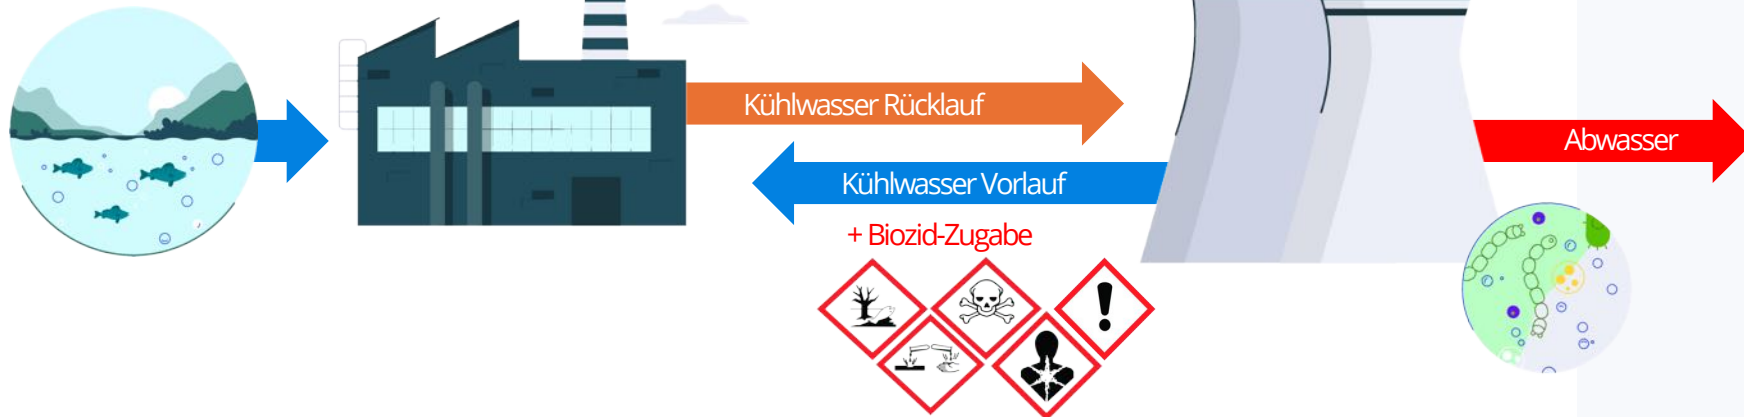 Kühlwasser Rücklauf
Abwasser
Kühlwasser Vorlauf
+ Biozid-Zugabe